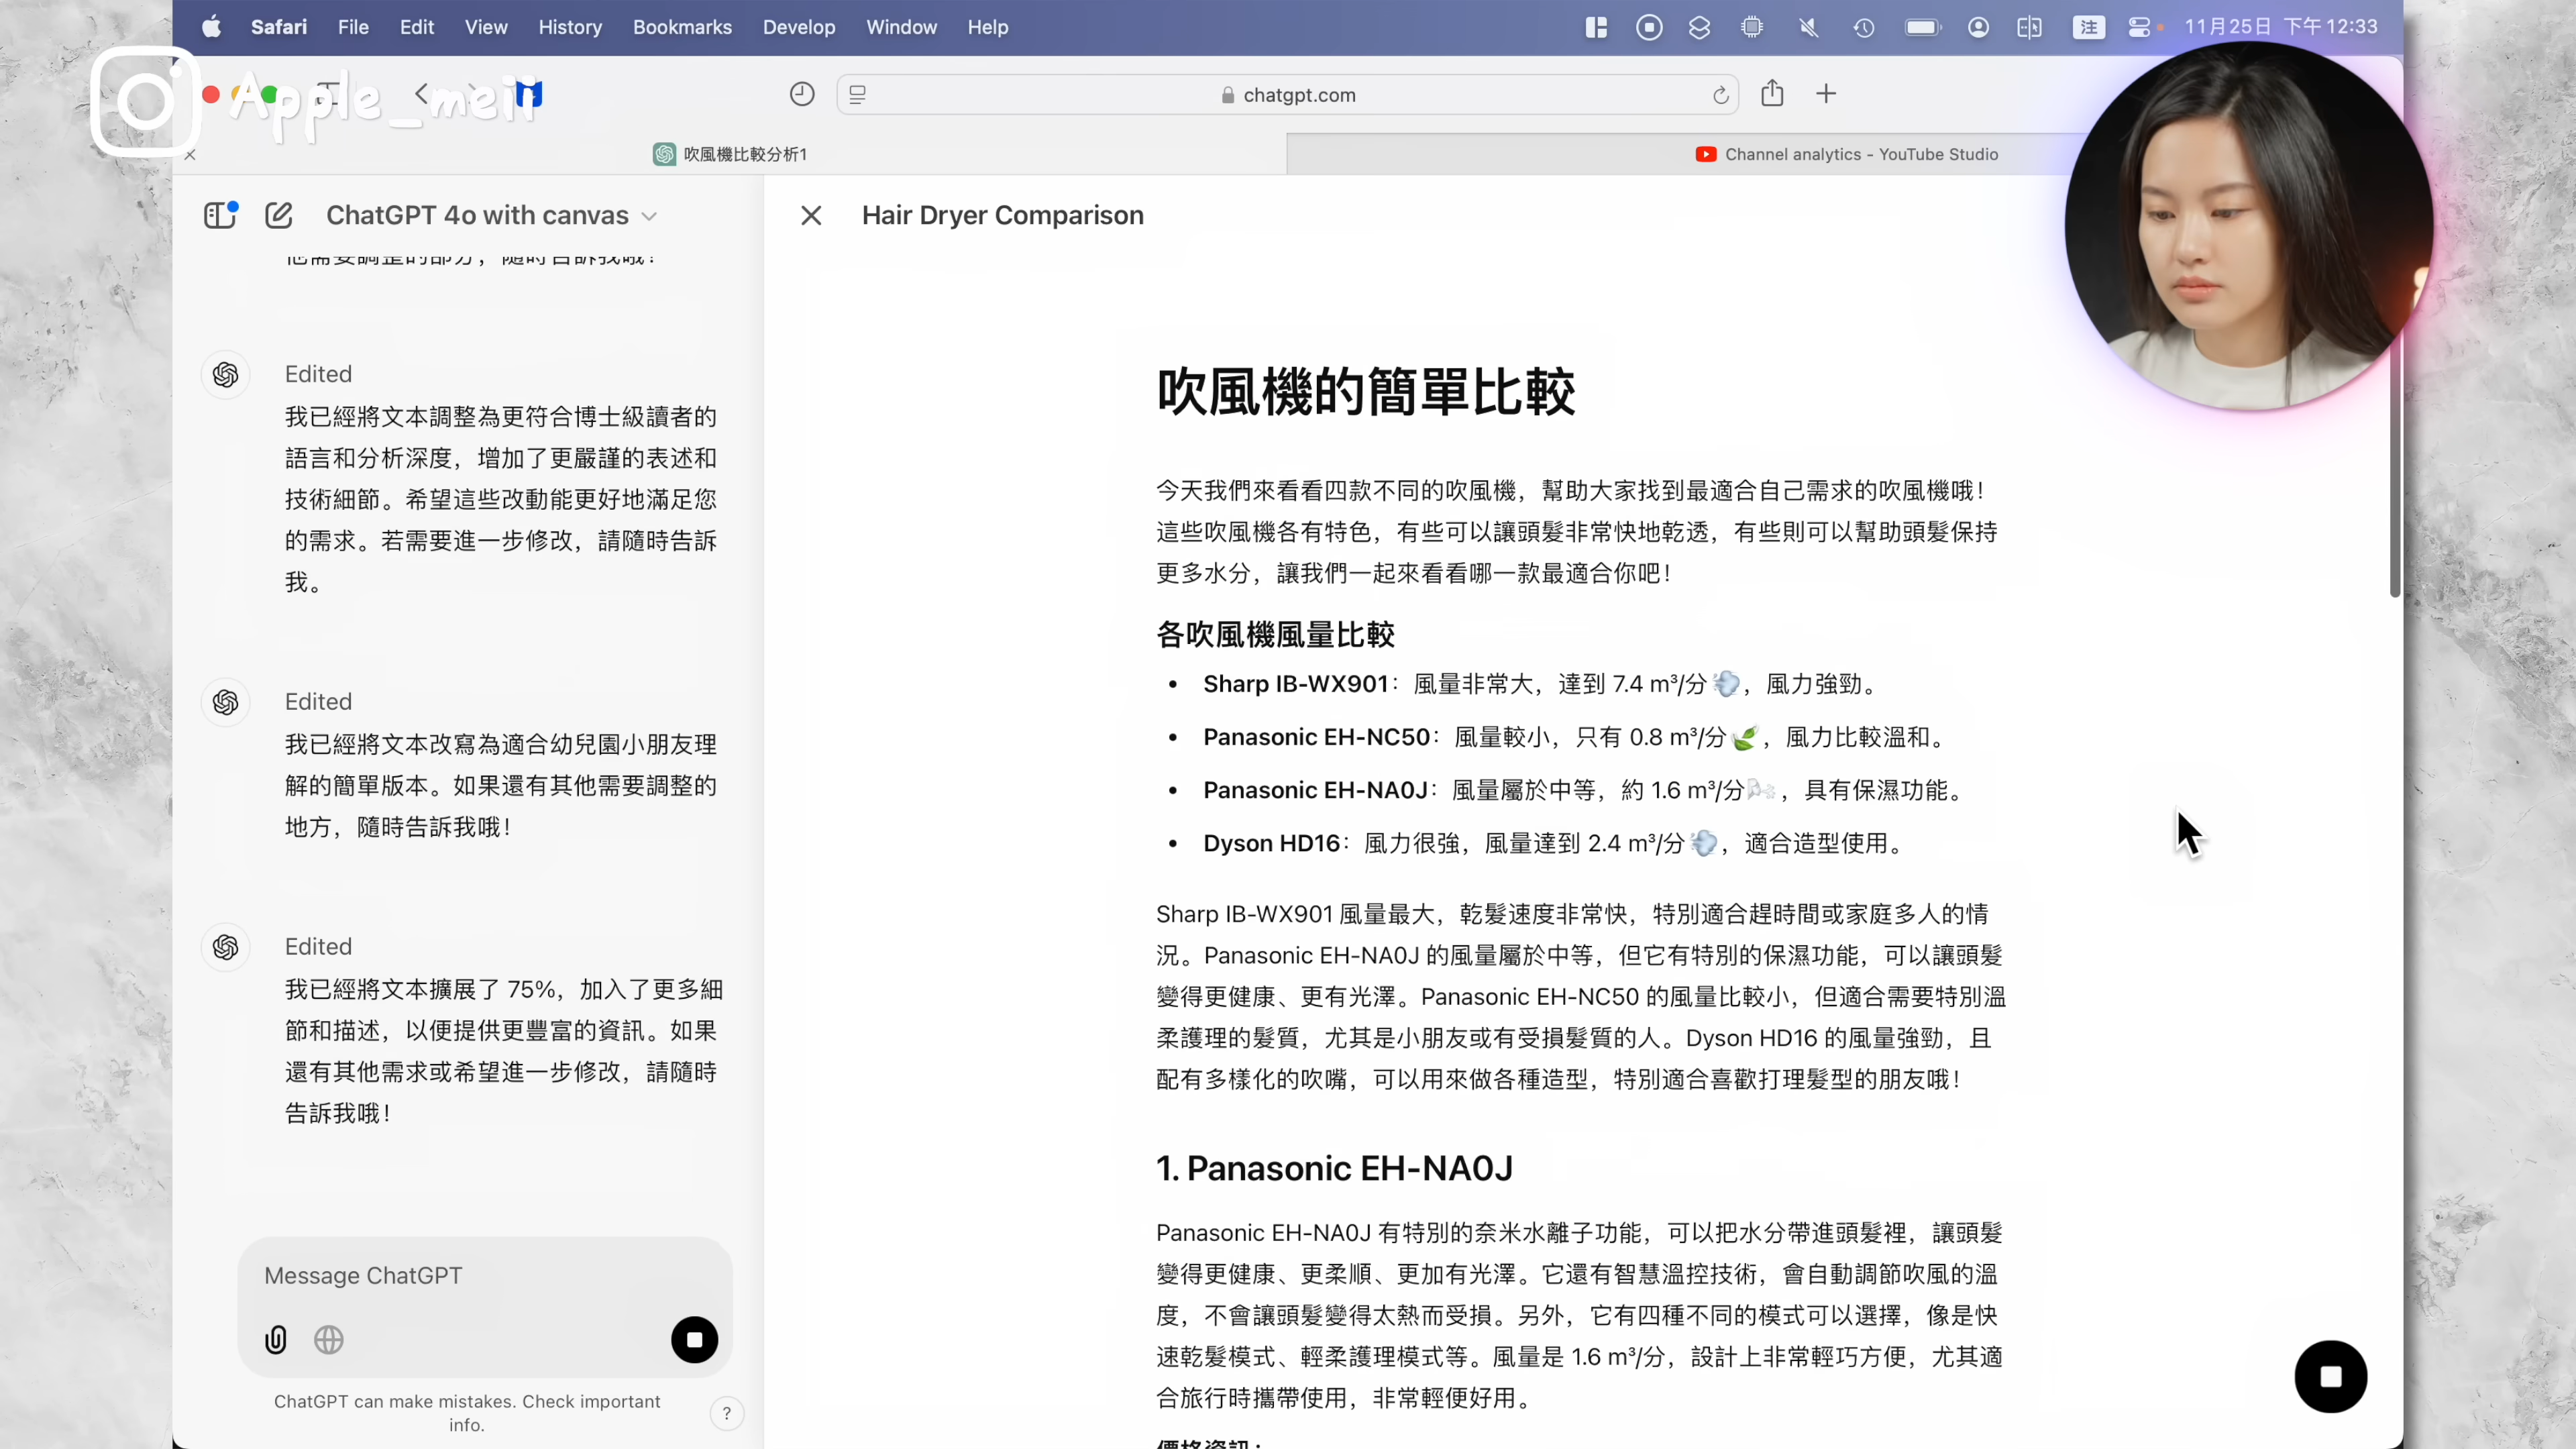 Safari File Edit View History Bookmarks Develop Window Help
注 11月25日 下午 12:33
Apple_meii
chatgpt.com
吹風機比較分析1
Channel analytics - YouTube Studio
ChatGPT 4o with canvas
他需要調整的部分，隨時告訴我哦！
Edited
我已經將文本調整為更符合博士級讀者的
語言和分析深度，增加了更嚴謹的表述和
技術細節。希望這些改動能更好地滿足您
的需求。若需要進一步修改，請隨時告訴
我。
Edited
我已經將文本改寫為適合幼兒園小朋友理
解的簡單版本。如果還有其他需要調整的
地方，隨時告訴我哦！
Edited
我已經將文本擴展了 75%，加入了更多細
節和描述，以便提供更豐富的資訊。如果
還有其他需求或希望進一步修改，請隨時
告訴我哦！
Message ChatGPT
ChatGPT can make mistakes. Check important
info.
?
Hair Dryer Comparison
吹風機的簡單比較
今天我們來看看四款不同的吹風機，幫助大家找到最適合自己需求的吹風機哦！
這些吹風機各有特色，有些可以讓頭髮非常快地乾透，有些則可以幫助頭髮保持
更多水分，讓我們一起來看看哪一款最適合你吧！
各吹風機風量比較
• Sharp IB-WX901：風量非常大，達到 7.4 m³/分💨，風力強勁。
• Panasonic EH-NC50：風量較小，只有 0.8 m³/分🍃，風力比較溫和。
• Panasonic EH-NA0J：風量屬於中等，約 1.6 m³/分🌬️，具有保濕功能。
• Dyson HD16：風力很強，風量達到 2.4 m³/分💨，適合造型使用。
Sharp IB-WX901 風量最大，乾髮速度非常快，特別適合趕時間或家庭多人的情
況。Panasonic EH-NA0J 的風量屬於中等，但它有特別的保濕功能，可以讓頭髮
變得更健康、更有光澤。Panasonic EH-NC50 的風量比較小，但適合需要特別溫
柔護理的髮質，尤其是小朋友或有受損髮質的人。Dyson HD16 的風量強勁，且
配有多樣化的吹嘴，可以用來做各種造型，特別適合喜歡打理髮型的朋友哦！
1. Panasonic EH-NA0J
Panasonic EH-NA0J 有特別的奈米水離子功能，可以把水分帶進頭髮裡，讓頭髮
變得更健康、更柔順、更加有光澤。它還有智慧溫控技術，會自動調節吹風的溫
度，不會讓頭髮變得太熱而受損。另外，它有四種不同的模式可以選擇，像是快
速乾髮模式、輕柔護理模式等。風量是 1.6 m³/分，設計上非常輕巧方便，尤其適
合旅行時攜帶使用，非常輕便好用。
價格資訊：